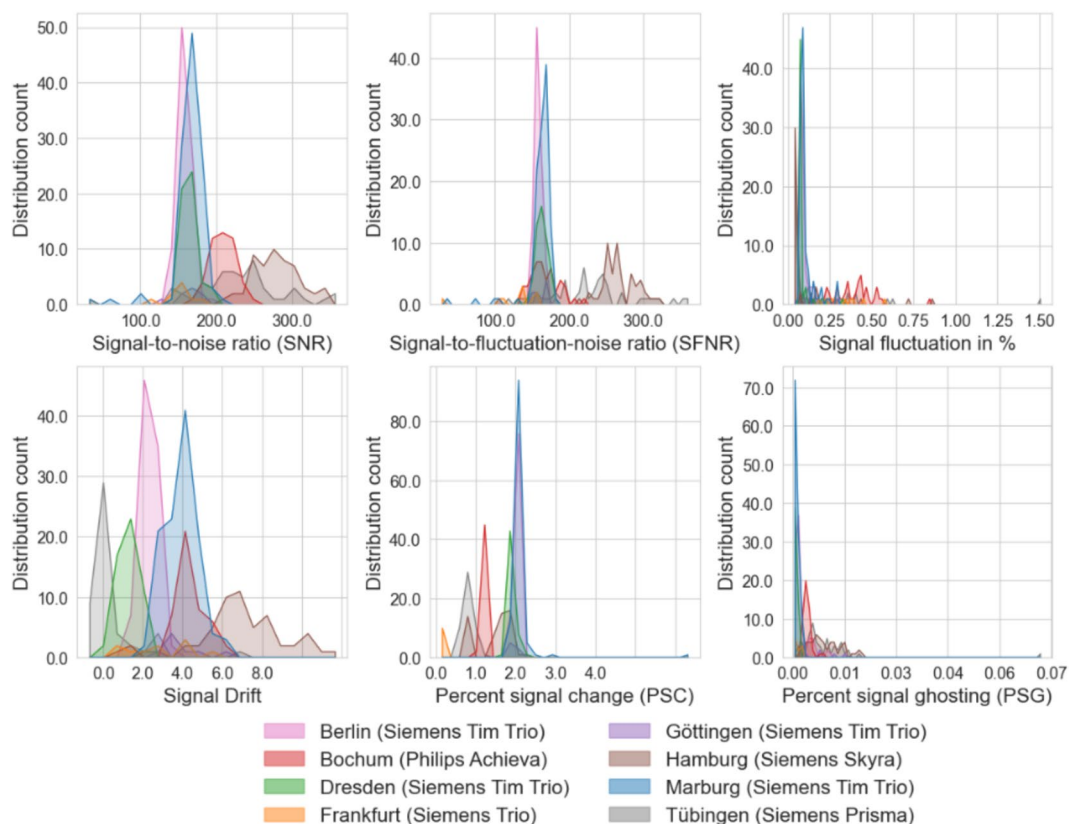 50.0
40.0
30.0
20.0
10.0
0.0
Distribution count
100.0 200.0 300.0
Signal-to-noise ratio (SNR)
40.0
30.0
20.0
10.0
0.0
Distribution count
100.0 200.0 300.0
Signal-to-fluctuation-noise ratio (SFNR)
40.0
30.0
20.0
10.0
0.0
Distribution count
0.00 0.25 0.50 0.75 1.00 1.25 1.50
Signal fluctuation in %
40.0
30.0
20.0
10.0
0.0
Distribution count
0.0 2.0 4.0 6.0 8.0
Signal Drift
80.0
60.0
40.0
20.0
0.0
Distribution count
0.0 1.0 2.0 3.0 4.0
Percent signal change (PSC)
70.0
60.0
50.0
40.0
30.0
20.0
10.0
0.0
Distribution count
0.00 0.01 0.03 0.04 0.06 0.07
Percent signal ghosting (PSG)
Berlin (Siemens Tim Trio)
Bochum (Philips Achieva)
Dresden (Siemens Tim Trio)
Frankfurt (Siemens Trio)
Göttingen (Siemens Tim Trio)
Hamburg (Siemens Skyra)
Marburg (Siemens Tim Trio)
Tübingen (Siemens Prisma)